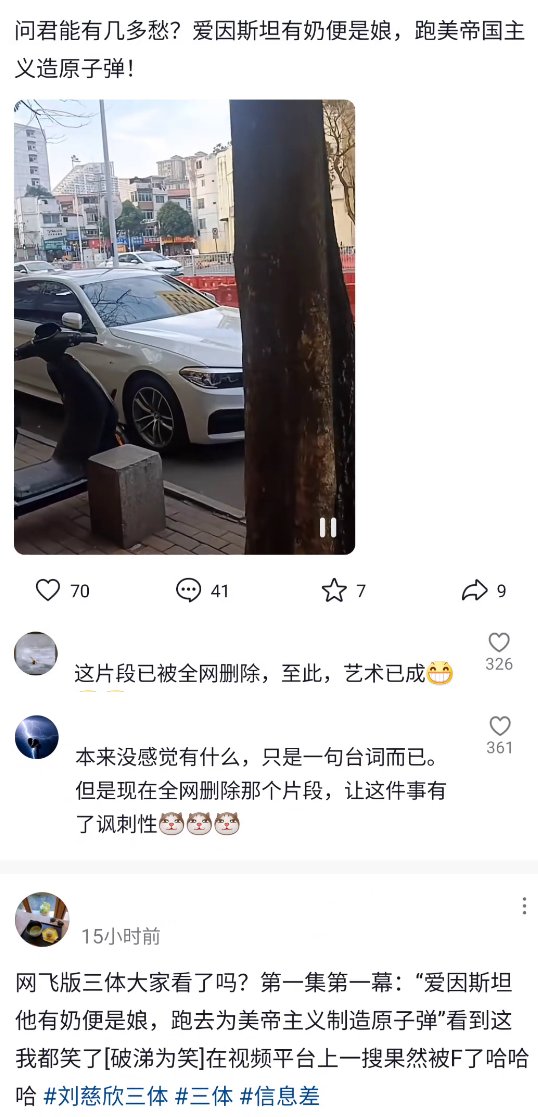 问君能有几多愁？爱因斯坦有奶便是娘，跑美帝国主
义造原子弹！
70
41
7
9
这片段已被全网删除，至此，艺术已成😁
326
本来没感觉有什么，只是一句台词而已。
但是现在全网删除那个片段，让这件事有
了讽刺性🐱🐱🐱
361
15小时前
网飞版三体大家看了吗？第一集第一幕：“爱因斯坦
他有奶便是娘，跑去为美帝主义制造原子弹”看到这
我都笑了[破涕为笑]在视频平台上一搜果然被F了哈哈
哈 #刘慈欣三体 #三体 #信息差